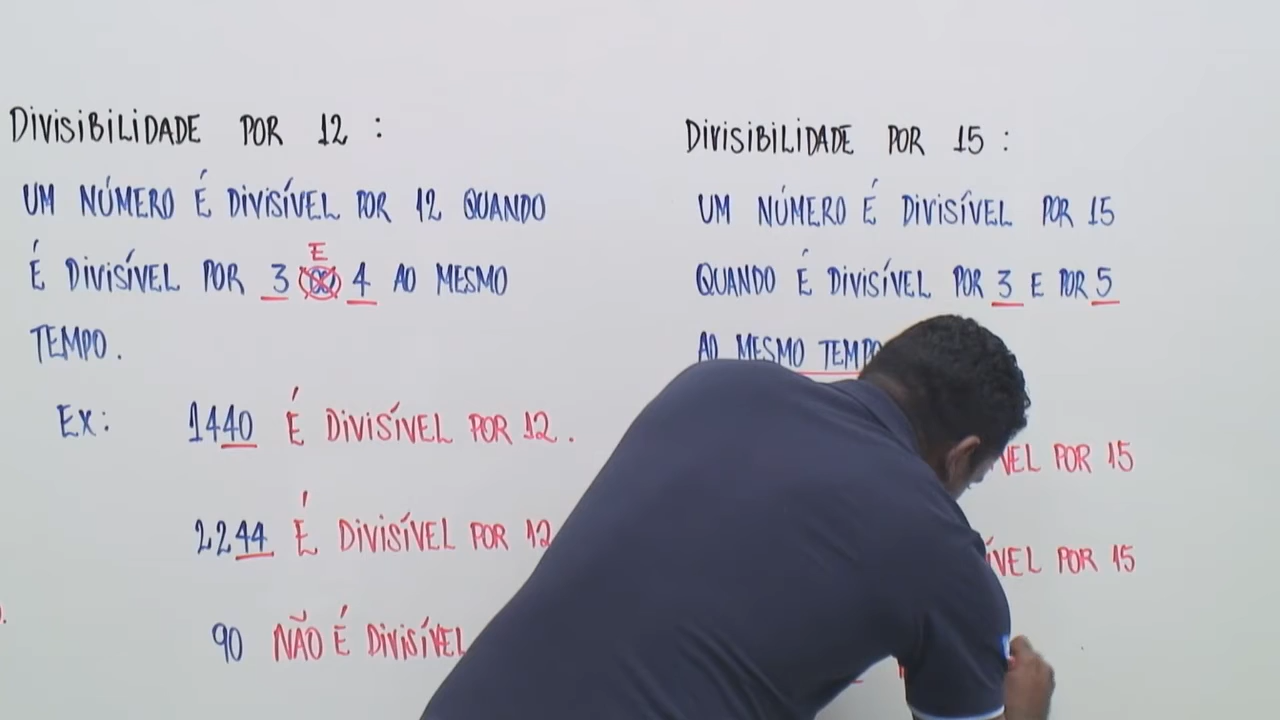 DIVISIBILIDADE POR 12 :
UM NÚMERO É DIVISÍVEL POR 12 QUANDO
É DIVISÍVEL POR 3 E 4 AO MESMO
TEMPO.
EX: 1440 É DIVISÍVEL POR 12.
2244 É DIVISÍVEL POR 12
90 NÃO É DIVISÍVEL
DIVISIBILIDADE POR 15 :
UM NÚMERO É DIVISÍVEL POR 15
QUANDO É DIVISÍVEL POR 3 E POR 5
AO MESMO TEMPO
VEL POR 15
ÍVEL POR 15